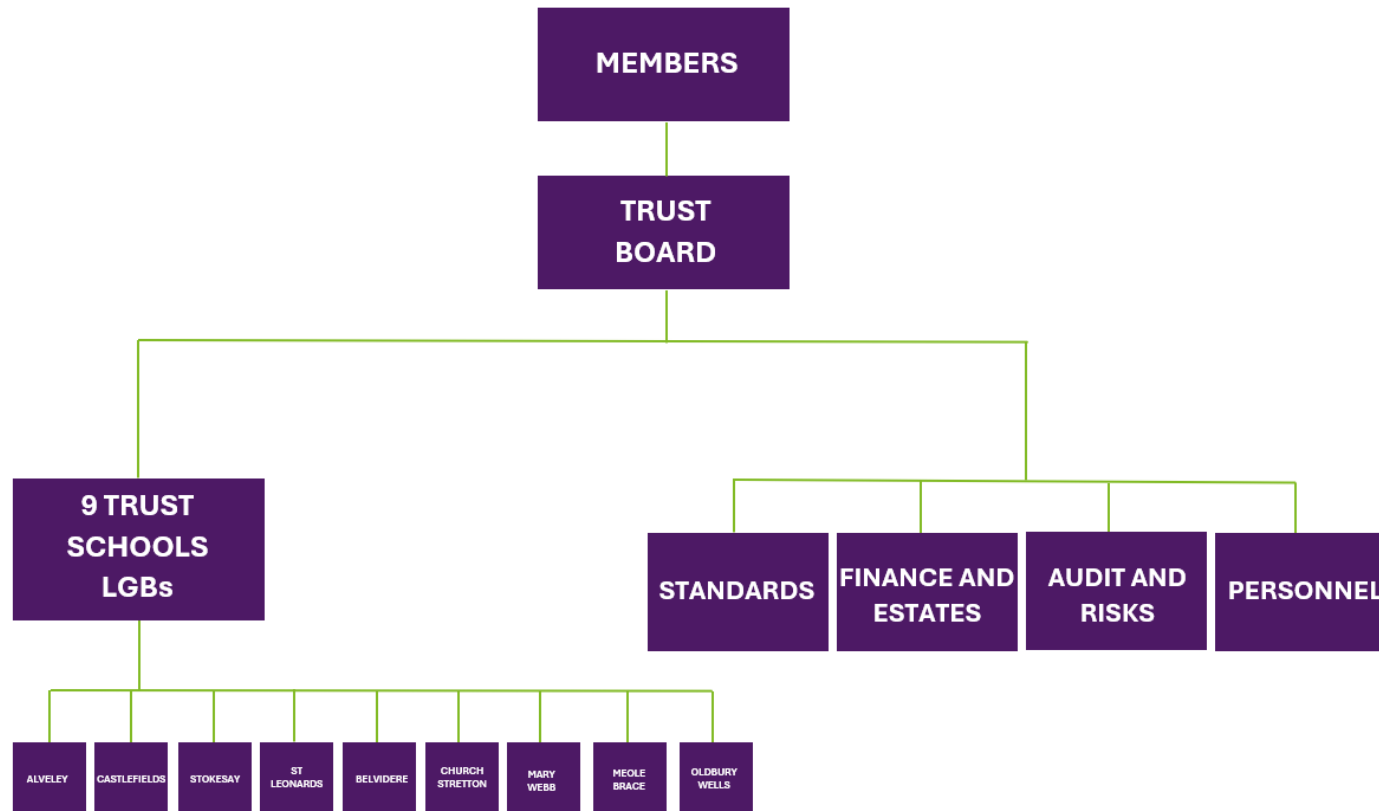 MEMBERS
TRUST
BOARD
9 TRUST
SCHOOLS
LGBs
STANDARDS
FINANCE AND
ESTATES
AUDIT AND
RISKS
PERSONNEL
ALVELEY
CASTLEFIELDS
STOKESAY
ST
LEONARDS
BELVIDERE
CHURCH
STRETTON
MARY
WEBB
MEOLE
BRACE
OLDBURY
WELLS